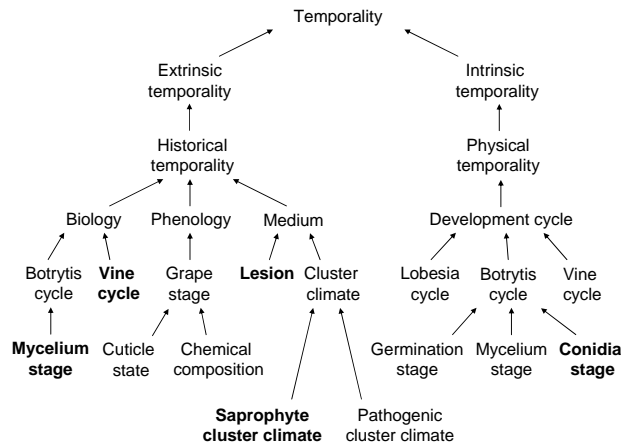 Temporality
Extrinsic
temporality
Intrinsic
temporality
Historical
temporality
Physical
temporality
Biology
Phenology
Medium
Development cycle
Botrytis
cycle
Vine
cycle
Grape
stage
Lesion
Cluster
climate
Lobesia
cycle
Botrytis
cycle
Vine
cycle
Mycelium
stage
Cuticle
state
Chemical
composition
Germination
stage
Mycelium
stage
Conidia
stage
Saprophyte
cluster climate
Pathogenic
cluster climate